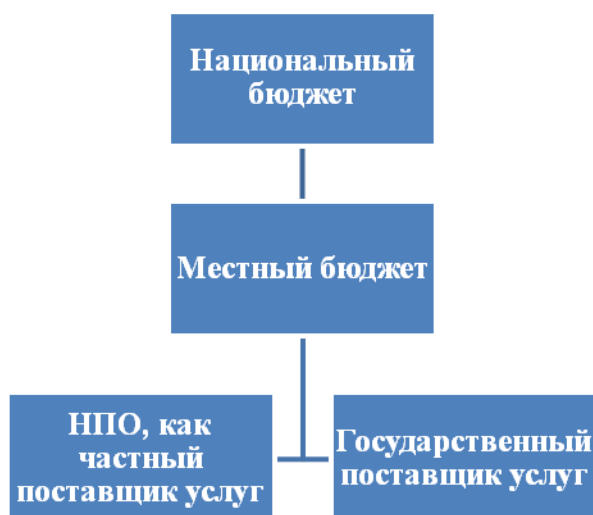 Национальный
бюджет
Местный бюджет
НПО, как
частный
поставщик услуг
Государственный
поставщик услуг